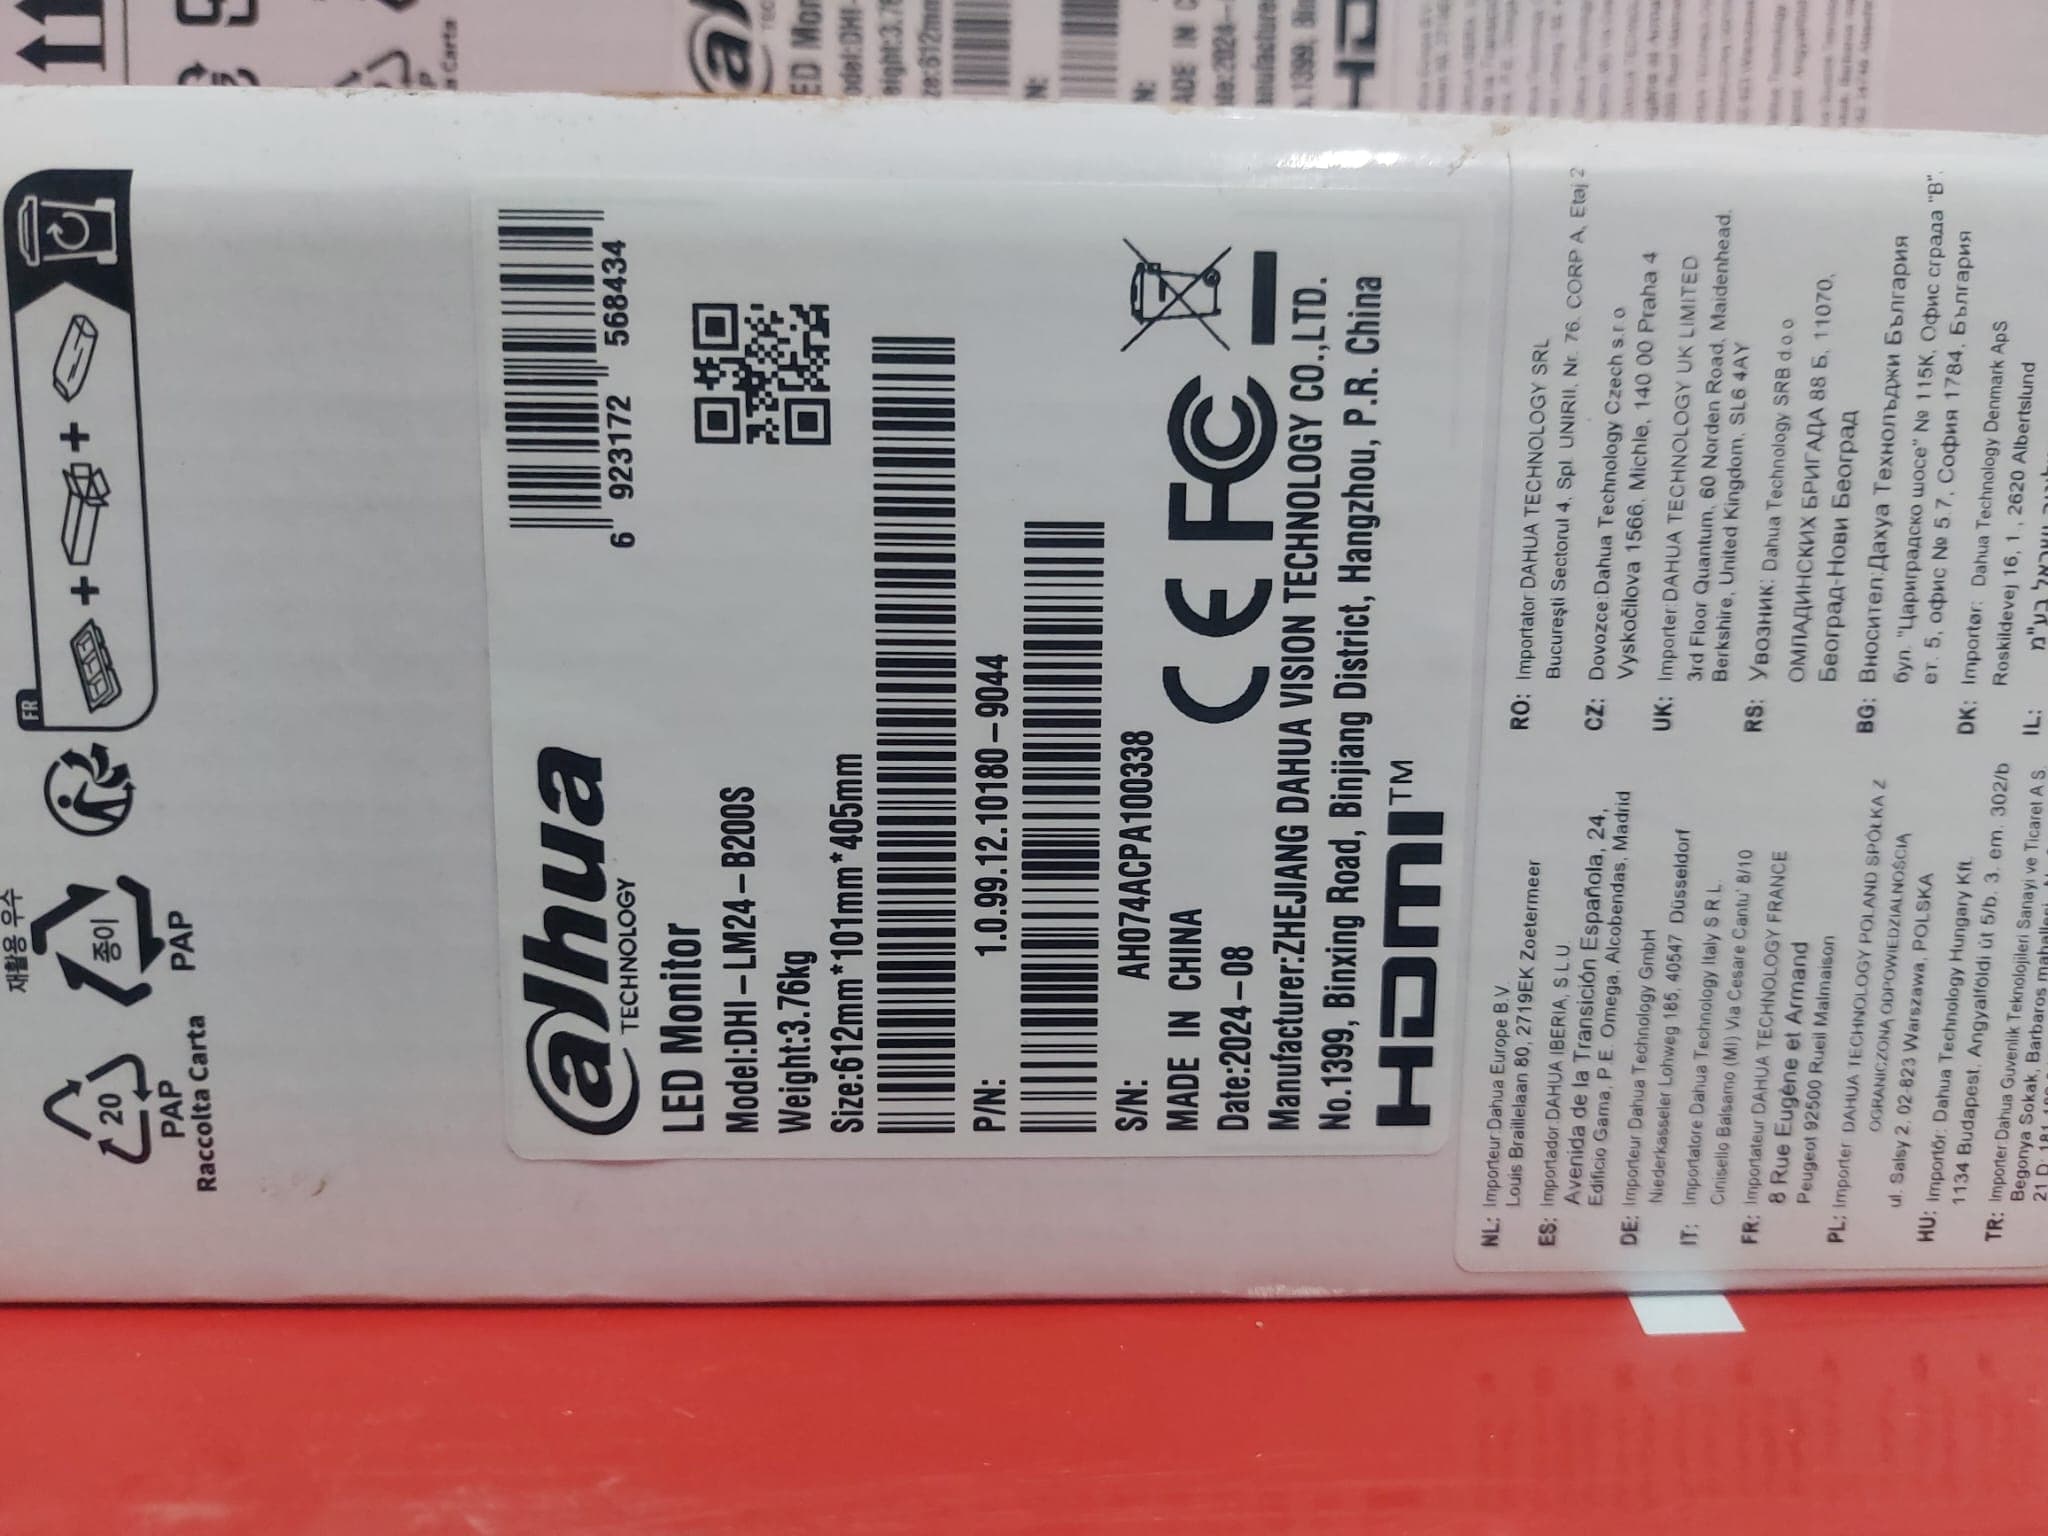 재활용 우수
종이
PAP
20
PAP
Raccolta Carta
FR
alhua
TECHNOLOGY
6 923172 568434
LED Monitor
Model:DHI-LM24-B200S
Weight:3.76kg
Size:612mm*101mm*405mm
P/N: 1.0.99.12.10180-9044
S/N: AH074ACPA100338
MADE IN CHINA
Date:2024-08
CE FC
Manufacturer:ZHEJIANG DAHUA VISION TECHNOLOGY CO.,LTD.
No.1399, Binxing Road, Binjiang District, Hangzhou, P.R. China
HDMI™
NL: Importeur:Dahua Europe B.V.
Louis Braillelaan 80, 2719EK Zoetermeer
ES: Importador:DAHUA IBERIA, S.L.U.
Avenida de la Transición Española, 24,
Edificio Gama, P.E. Omega, Alcobendas, Madrid
DE: Importeur Dahua Technology GmbH
Niederkasseler Lohweg 185, 40547 Düsseldorf
IT: Importatore Dahua Technology Italy S.R.L.
Cinisello Balsamo (MI) Via Cesare Cantu' 8/10
FR: Importateur DAHUA TECHNOLOGY FRANCE
8 Rue Eugène et Armand
Peugeot 92500 Rueil Malmaison
PL: Importer DAHUA TECHNOLOGY POLAND SPÓŁKA Z
OGRANICZONĄ ODPOWIEDZIALNOŚCIĄ
ul. Salsy 2, 02-823 Warszawa, POLSKA
HU: Importőr: Dahua Technology Hungary Kft.
1134 Budapest, Angyalföldi út 5/b. 3. em. 302/b
TR: Importer Dahua Guvenlik Teknolojileri Sanayi ve Ticaret A.S.
Begonya Sokak, Barbaros mahallesi,
RO: Importator:DAHUA TECHNOLOGY SRL
Bucureşti Sectorul 4, Spl. UNIRII, Nr. 76, CORP A, Etaj 2
CZ: Dovozce:Dahua Technology Czech s.r.o
Vyskočilova 1566, Michle, 140 00 Praha 4
UK: Importer:DAHUA TECHNOLOGY UK LIMITED
3rd Floor Quantum, 60 Norden Road, Maidenhead,
Berkshire, United Kingdom, SL6 4AY
RS: Увозник: Dahua Technology SRB d.o.o
ОМЛАДИНСКИХ БРИГАДА 88 Б, 11070,
Београд-Нови Београд
BG: Вносител:Дахуа Технолъджи България
бул. "Цариградско шосе" № 115К, Офис сграда "В",
ет. 5, офис № 5.7, София 1784, България
DK: Importør: Dahua Technology Denmark ApS
Roskildevej 16, 1., 2620 Albertslund
IL: